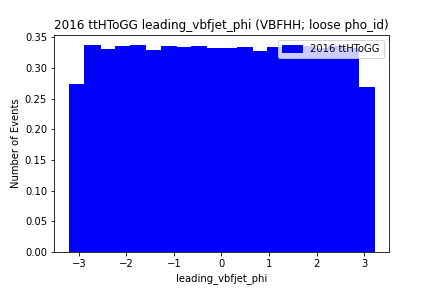 2016 ttHToGG leading_vbfjet_phi (VBFHH; loose pho_id)
2016 ttHToGG
Number of Events
0.35
0.30
0.25
0.20
0.15
0.10
0.05
0.00
−3 −2 −1 0 1 2 3
leading_vbfjet_phi